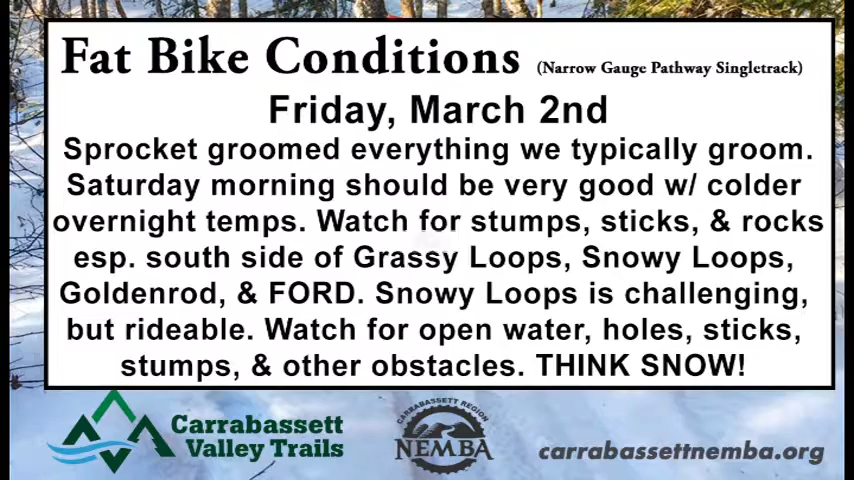 Fat Bike Conditions (Narrow Gauge Pathway Singletrack)
Friday, March 2nd
Sprocket groomed everything we typically groom.
Saturday morning should be very good w/ colder
overnight temps. Watch for stumps, sticks, & rocks
esp. south side of Grassy Loops, Snowy Loops,
Goldenrod, & FORD. Snowy Loops is challenging,
but rideable. Watch for open water, holes, sticks,
stumps, & other obstacles. THINK SNOW!
Carrabassett
Valley Trails
CARRABASSETT REGION
NEMBA
carrabassettnemba.org